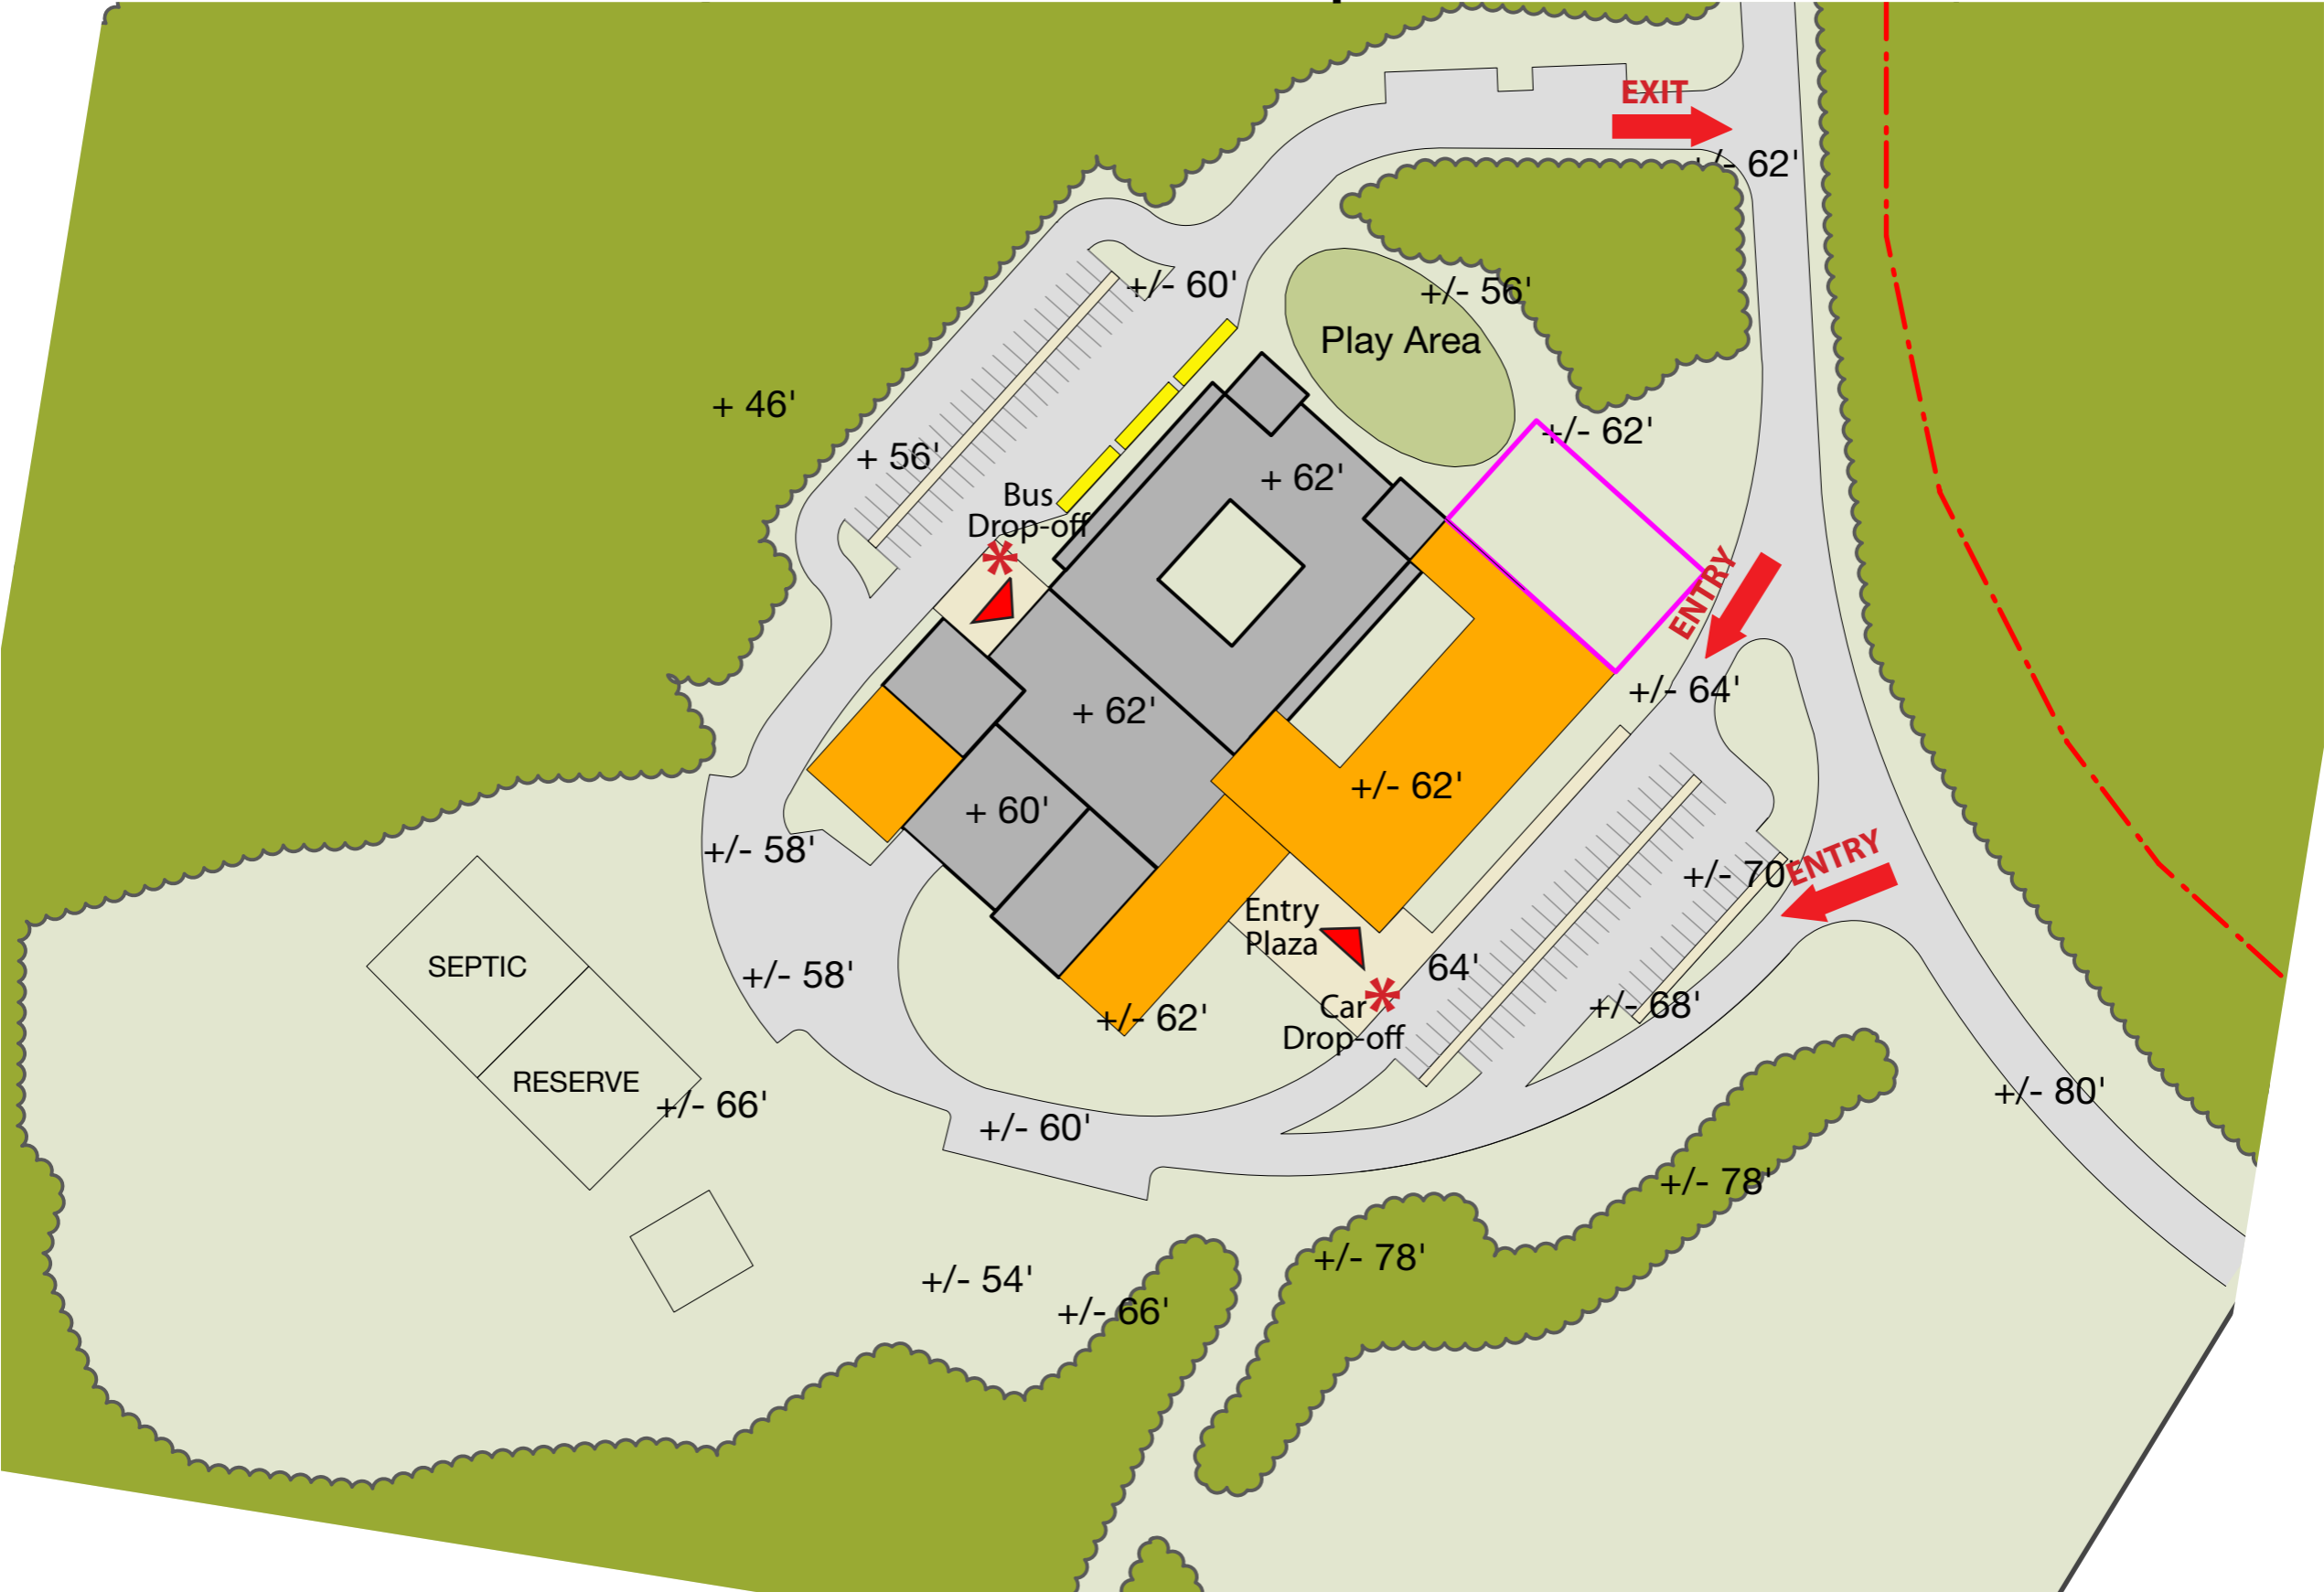 EXIT
+/- 62'
+/- 60'
+/- 56'
Play Area
+ 46'
+/- 62'
+ 56'
+ 62'
Bus
Drop-off
*
ENTRY
+/- 64'
+ 62'
+/- 62'
+ 60'
+/- 58'
ENTRY
+/- 70'
Entry
Plaza
SEPTIC
64'
+/- 58'
*
Car
Drop-off
+/- 68'
+/- 62'
RESERVE
+/- 66'
+/- 80'
+/- 60'
+/- 78'
+/- 78'
+/- 54'
+/- 66'